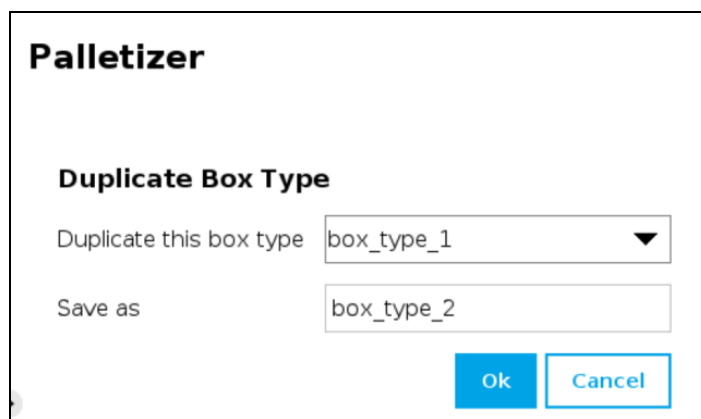 Palletizer
Duplicate Box Type
Duplicate this box type box_type_1
Save as box_type_2
Ok Cancel